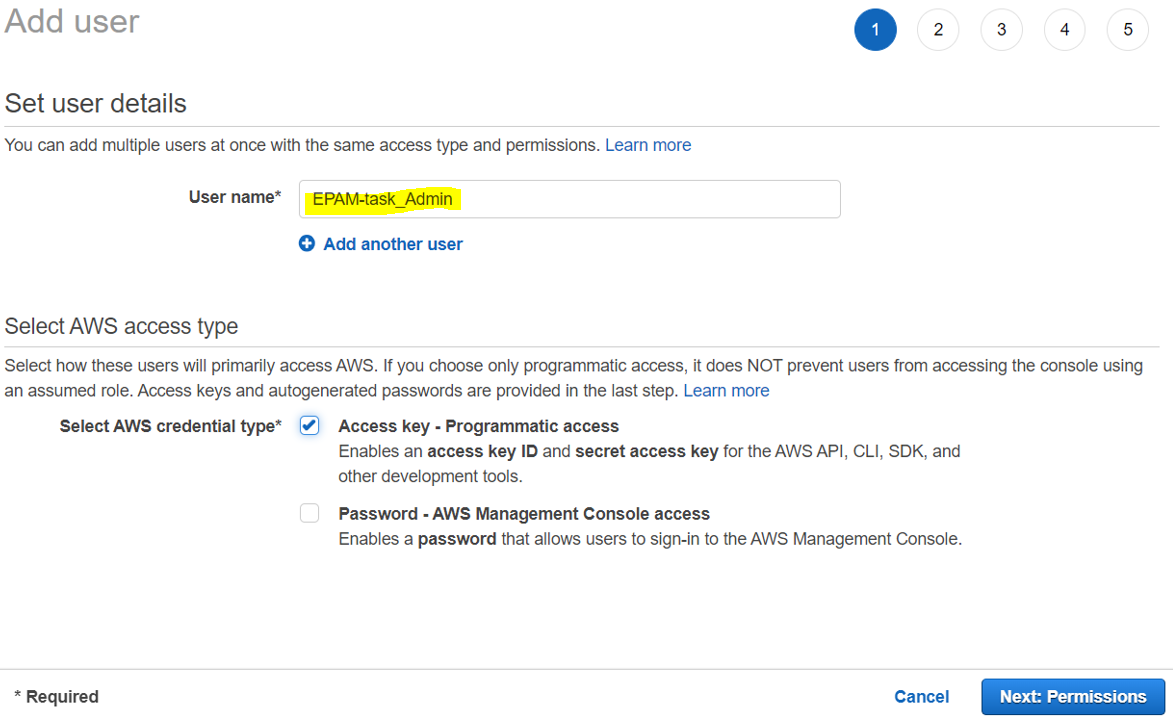 Add user
1 2 3 4 5
Set user details
You can add multiple users at once with the same access type and permissions. Learn more
User name* EPAM-task_Admin
Add another user
Select AWS access type
Select how these users will primarily access AWS. If you choose only programmatic access, it does NOT prevent users from accessing the console using
an assumed role. Access keys and autogenerated passwords are provided in the last step. Learn more
Select AWS credential type* Access key - Programmatic access
Enables an access key ID and secret access key for the AWS API, CLI, SDK, and
other development tools.
Password - AWS Management Console access
Enables a password that allows users to sign-in to the AWS Management Console.
* Required Cancel Next: Permissions